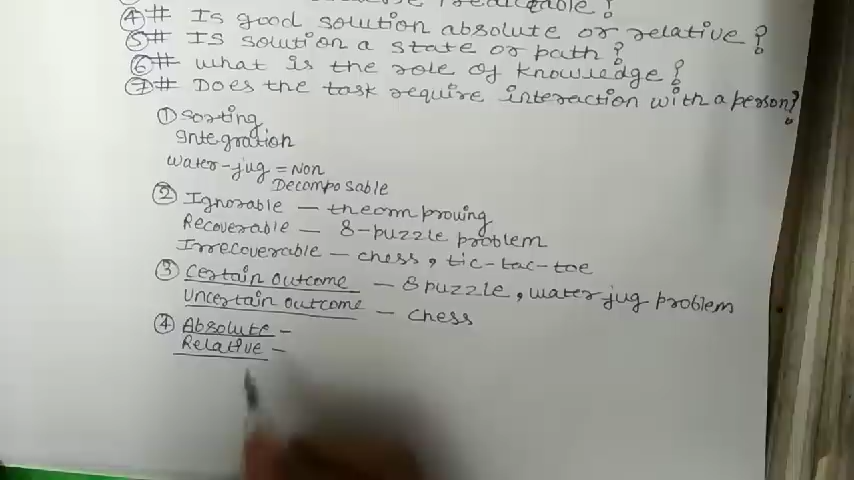 ④# Is good solution absolute or relative?
⑤# Is solution a state or path?
⑥# what is the role of knowledge?
⑦# Does the task require interaction with a person?
① Sorting
Integration
water-jug = Non
Decomposable
② Ignorable — theorm proving
Recoverable — 8-puzzle problem
Irrecoverable — chess, tic-tac-toe
③ Certain outcome — 8 puzzle, water jug problem
Uncertain outcome — chess
④ Absolute —
Relative —